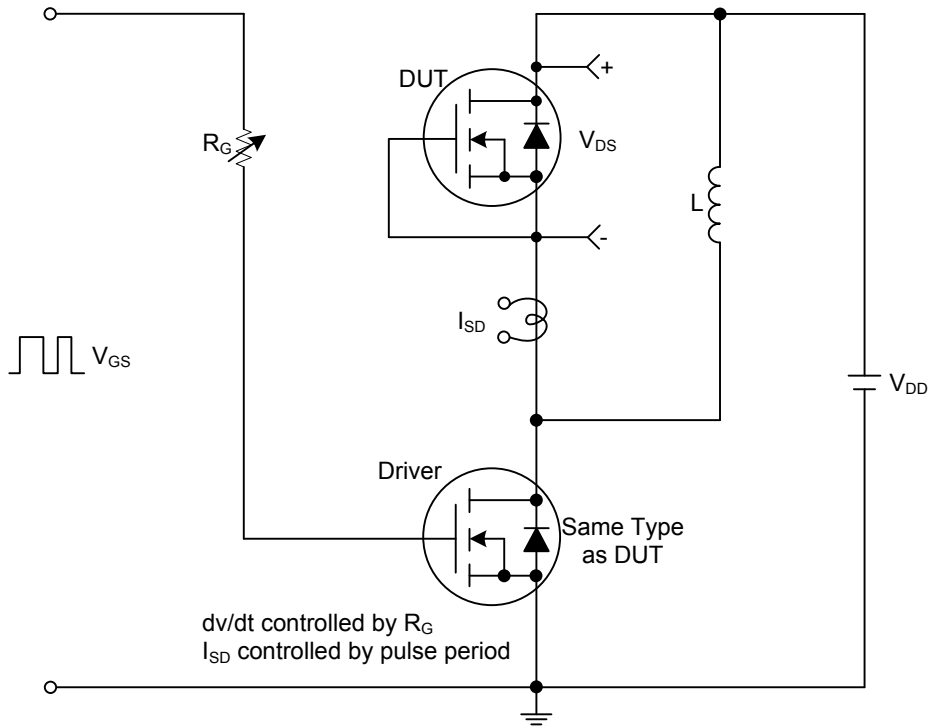 DUT
+
R_G
V_DS
L
-
I_SD
V_GS
V_DD
Driver
Same Type
as DUT
dv/dt controlled by R_G
I_SD controlled by pulse period